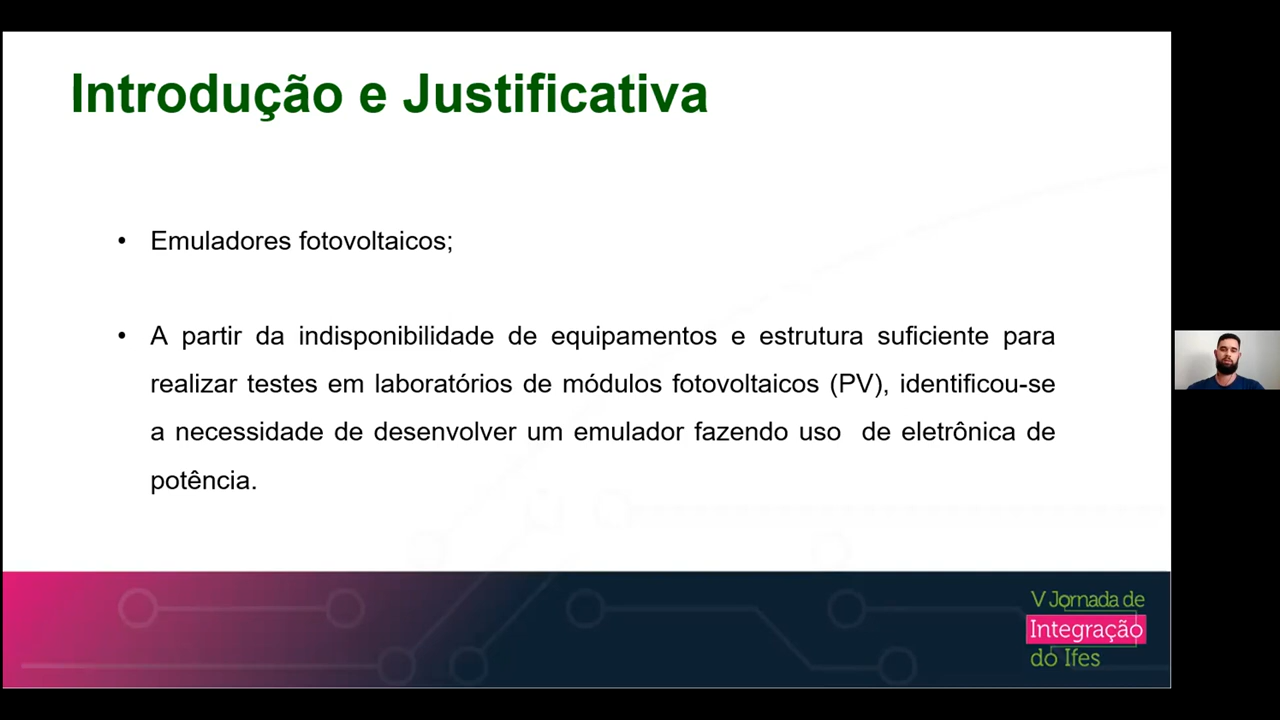 Introdução e Justificativa
• Emuladores fotovoltaicos;
• A partir da indisponibilidade de equipamentos e estrutura suficiente para
realizar testes em laboratórios de módulos fotovoltaicos (PV), identificou-se
a necessidade de desenvolver um emulador fazendo uso de eletrônica de
potência.
V Jornada de
Integração
do Ifes